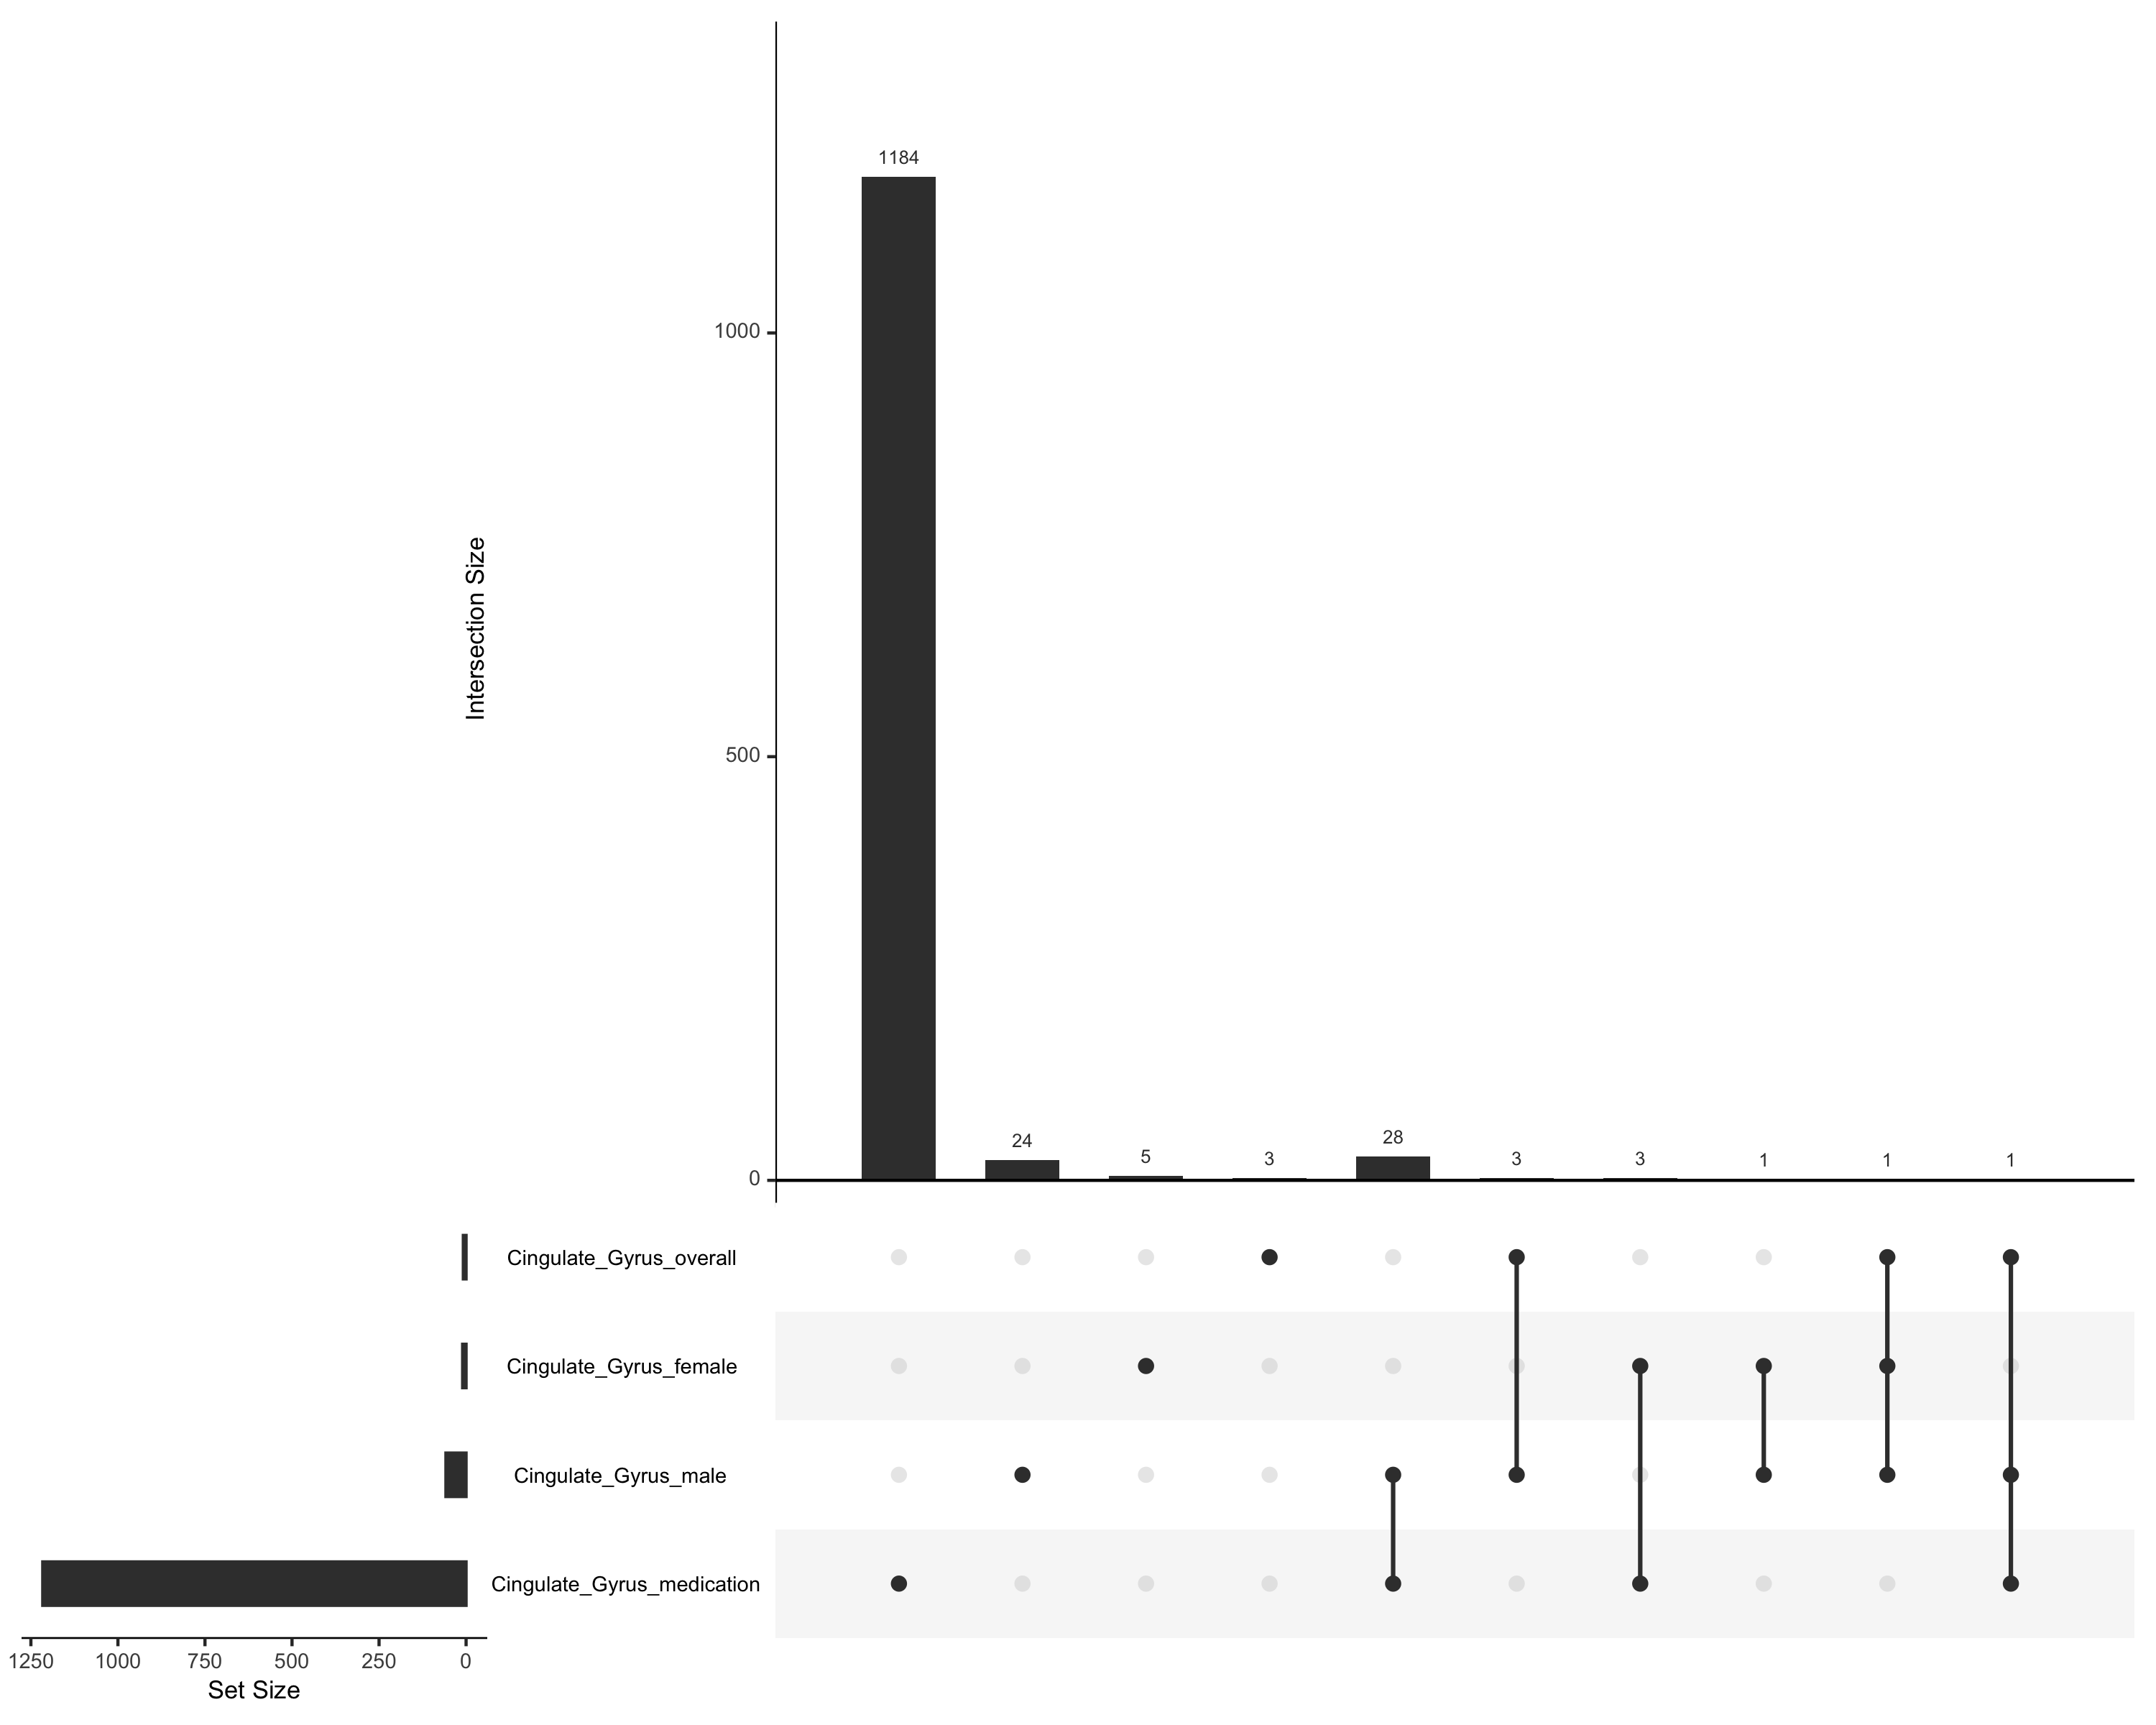 1184
1000
Intersection Size
500
28
24
5
3
3
3
1
1
1
0
Cingulate_Gyrus_overall
Cingulate_Gyrus_female
Cingulate_Gyrus_male
Cingulate_Gyrus_medication
1250 1000 750 500 250 0
Set Size